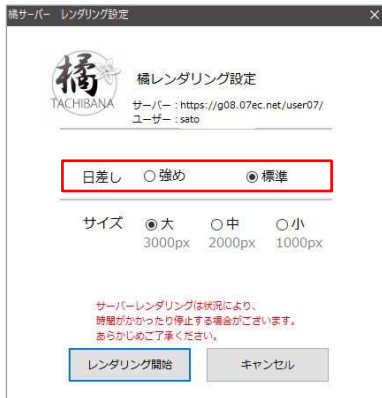 橘サーバー レンダリング設定
橘
TACHIBANA
橘レンダリング設定
サーバー：https://g08.07ec.net/user07/
ユーザー：sato
日差し 強め 標準
サイズ 大 中 小
3000px 2000px 1000px
サーバーレンダリングは状況により、
時間がかかったり停止する場合がございます。
あらかじめご了承ください。
レンダリング開始 キャンセル